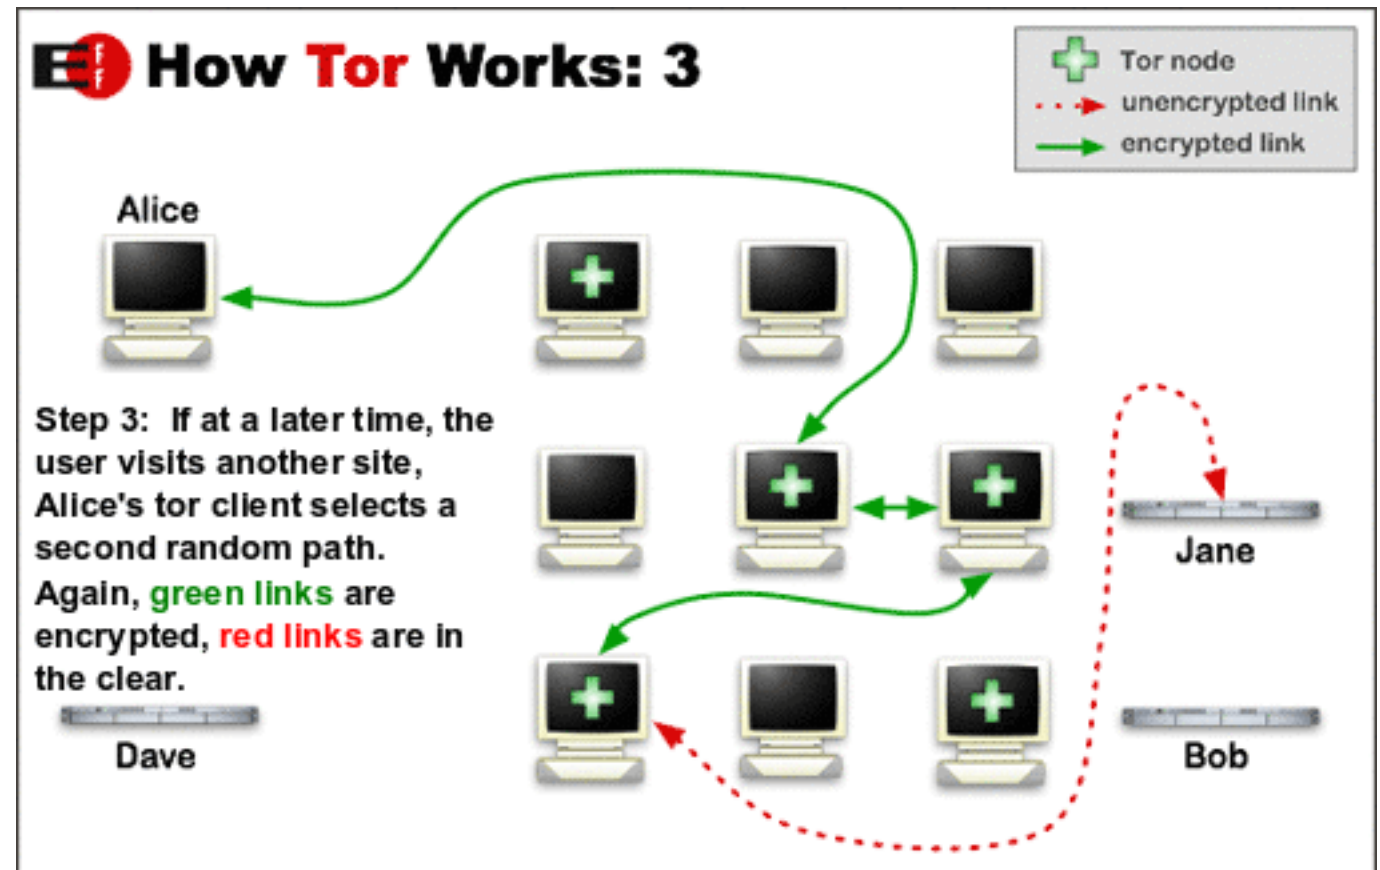 EFF How Tor Works: 3
Tor node
unencrypted link
encrypted link
Alice
Step 3: If at a later time, the
user visits another site,
Alice's tor client selects a
second random path.
Again, green links are
encrypted, red links are in
the clear.
Jane
Dave
Bob